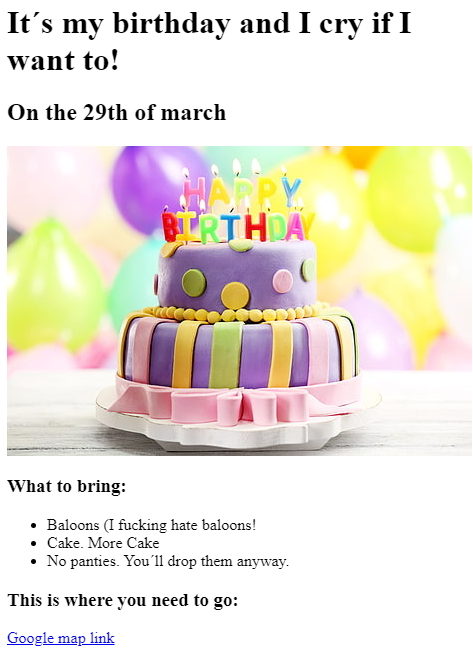 It´s my birthday and I cry if I
want to!
On the 29th of march
HAPPY
BIRTHDAY
What to bring:
Baloons (I fucking hate baloons!
Cake. More Cake
No panties. You´ll drop them anyway.
This is where you need to go:
Google map link